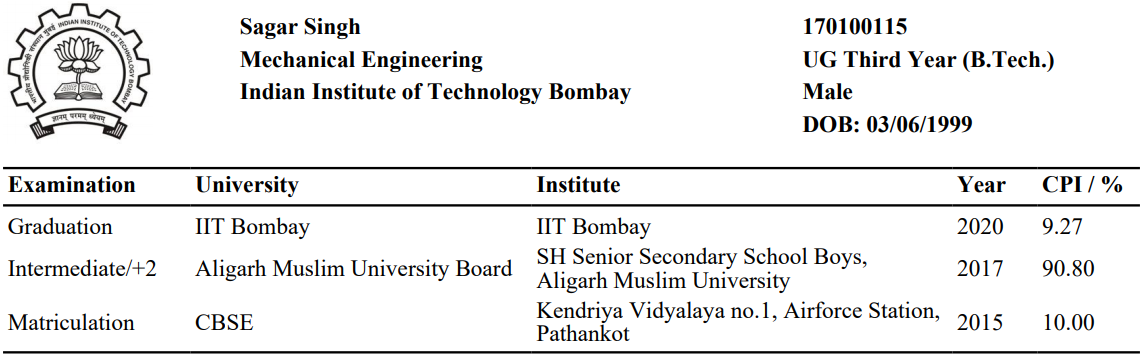 Sagar Singh 170100115
Mechanical Engineering UG Third Year (B.Tech.)
Indian Institute of Technology Bombay Male
DOB: 03/06/1999
INDIAN INSTITUTE OF TECHNOLOGY BOMBAY
भारतीय प्रौद्योगिकी संस्थान मुंबई
ज्ञानम् परमम् ध्येयम्
Examination University Institute Year CPI / %
Graduation IIT Bombay IIT Bombay 2020 9.27
Intermediate/+2 Aligarh Muslim University Board SH Senior Secondary School Boys, 2017 90.80
Aligarh Muslim University
Matriculation CBSE Kendriya Vidyalaya no.1, Airforce Station, 2015 10.00
Pathankot